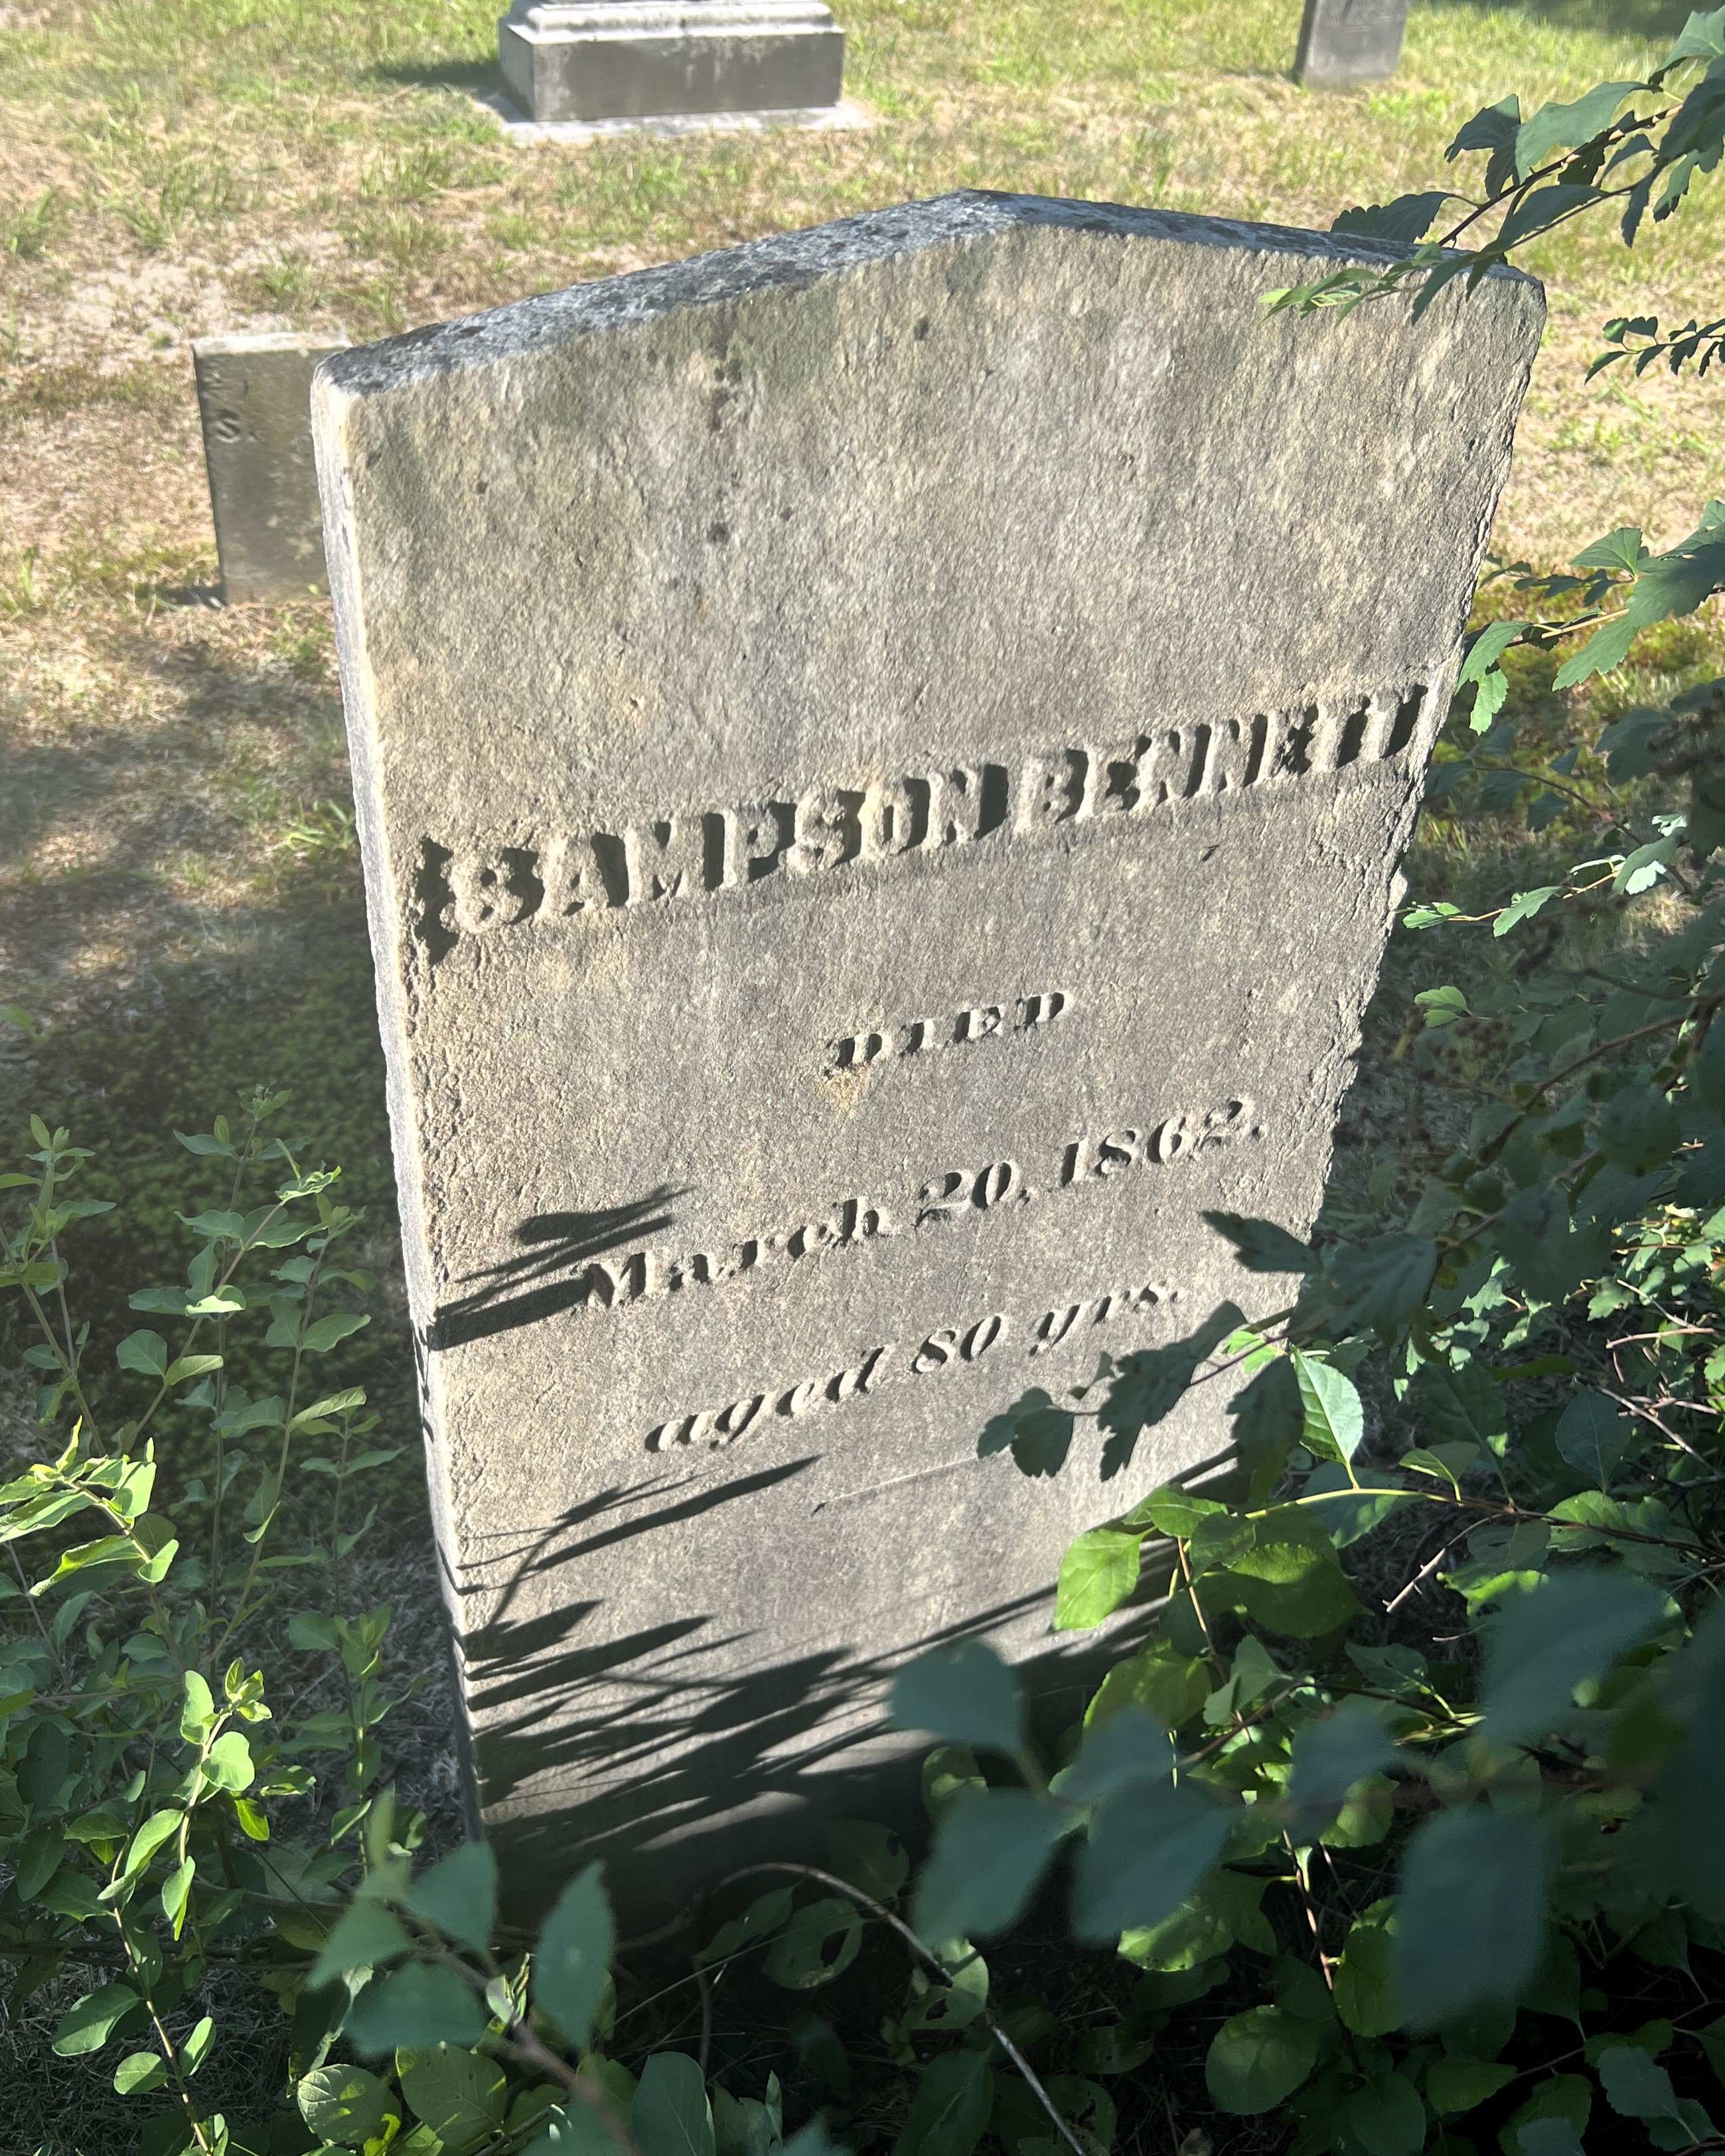 SAMPSON BENNETT
DIED
March 20, 1862.
aged 80 yrs.